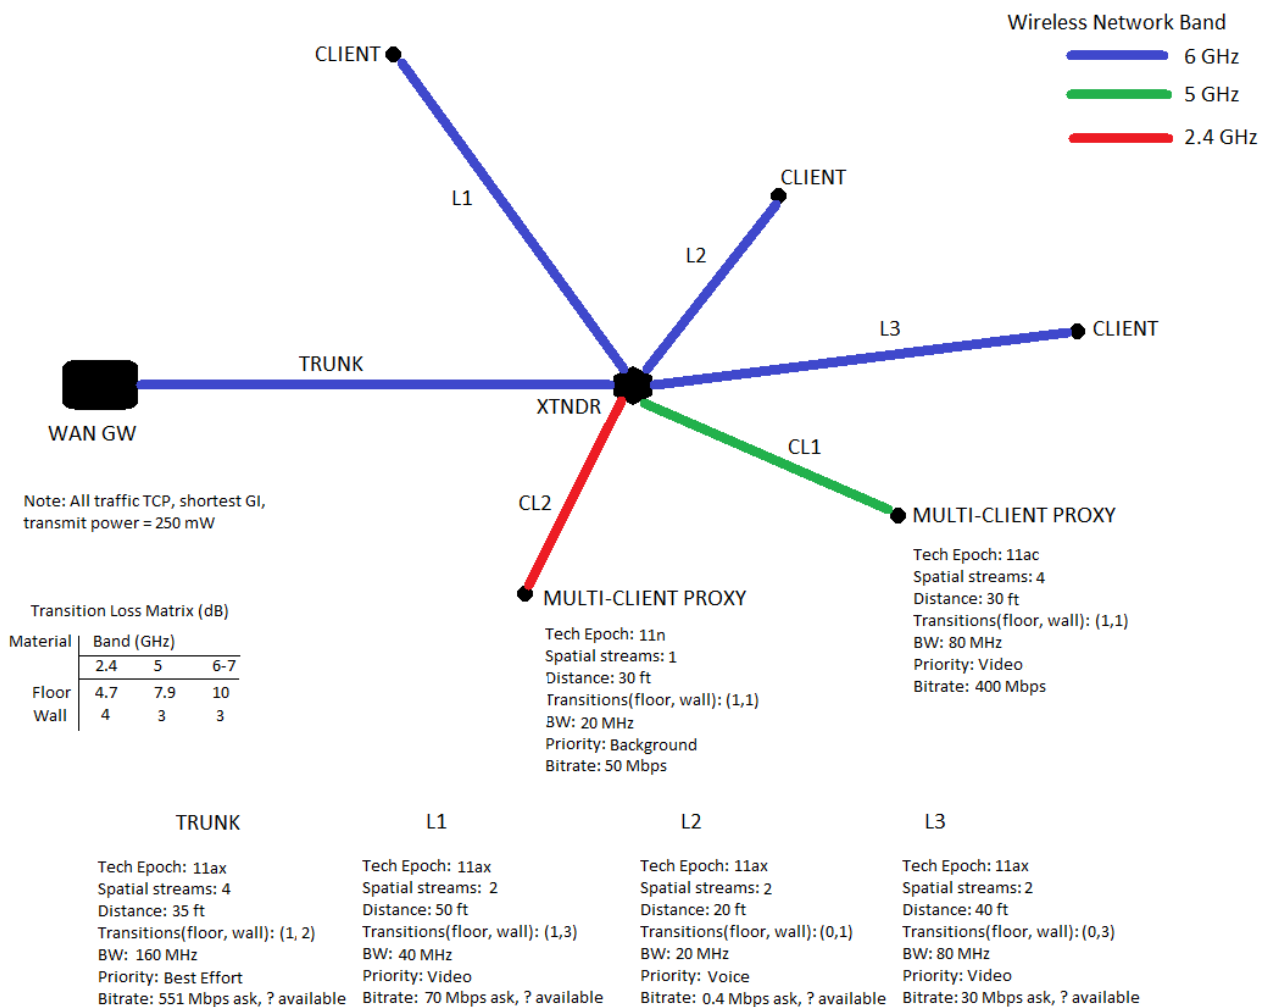 Wireless Network Band
6 GHz
5 GHz
2.4 GHz
CLIENT
CLIENT
CLIENT
L1
L2
L3
TRUNK
XTNDR
WAN GW
CL1
CL2
Note: All traffic TCP, shortest GI,
transmit power = 250 mW
MULTI-CLIENT PROXY
Tech Epoch: 11ac
Spatial streams: 4
Distance: 30 ft
Transitions(floor, wall): (1,1)
BW: 80 MHz
Priority: Video
Bitrate: 400 Mbps
MULTI-CLIENT PROXY
Tech Epoch: 11n
Spatial streams: 1
Distance: 30 ft
Transitions(floor, wall): (1,1)
BW: 20 MHz
Priority: Background
Bitrate: 50 Mbps
Transition Loss Matrix (dB)
Material Band (GHz)
2.4 5 6-7
Floor 4.7 7.9 10
Wall 4 3 3
TRUNK
Tech Epoch: 11ax
Spatial streams: 4
Distance: 35 ft
Transitions(floor, wall): (1, 2)
BW: 160 MHz
Priority: Best Effort
Bitrate: 551 Mbps ask, ? available
L1
Tech Epoch: 11ax
Spatial streams: 2
Distance: 50 ft
Transitions(floor, wall): (1,3)
BW: 40 MHz
Priority: Video
Bitrate: 70 Mbps ask, ? available
L2
Tech Epoch: 11ax
Spatial streams: 2
Distance: 20 ft
Transitions(floor, wall): (0,1)
BW: 20 MHz
Priority: Voice
Bitrate: 0.4 Mbps ask, ? available
L3
Tech Epoch: 11ax
Spatial streams: 2
Distance: 40 ft
Transitions(floor, wall): (0,3)
BW: 80 MHz
Priority: Video
Bitrate: 30 Mbps ask, ? available